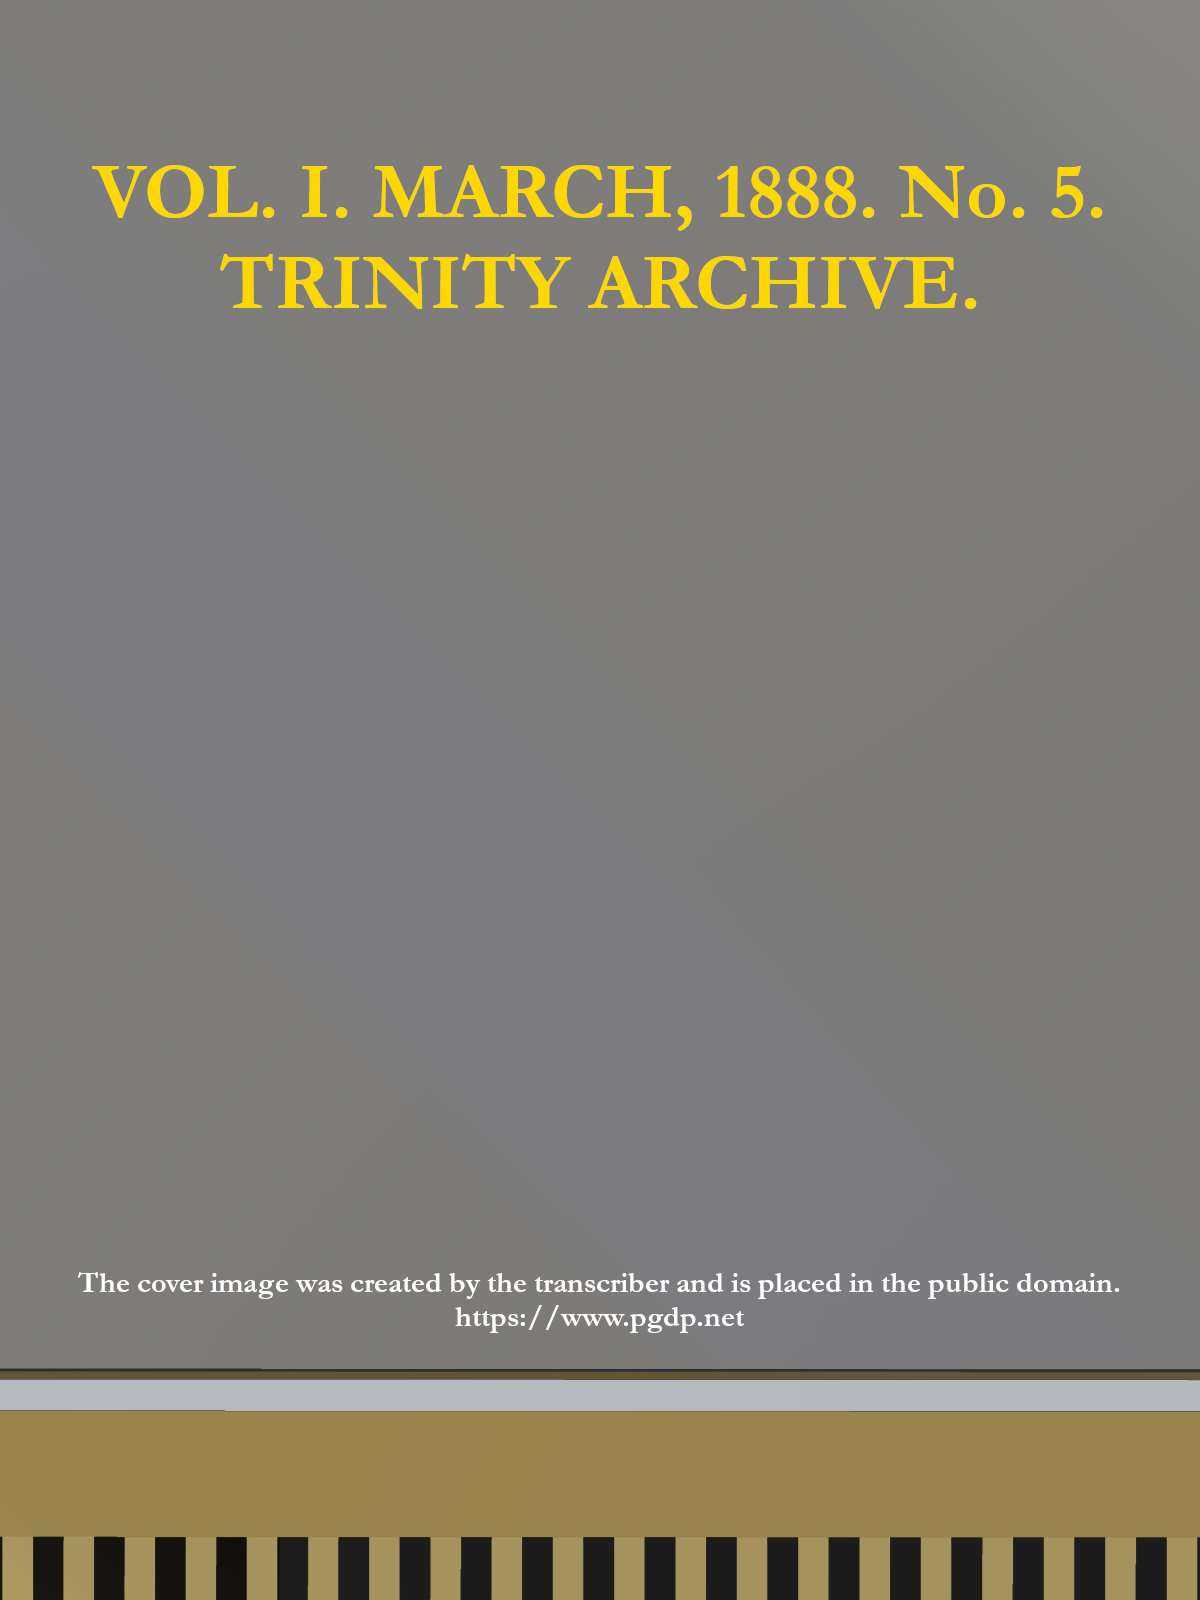 VOL. I. MARCH, 1888. No. 5.
TRINITY ARCHIVE.
The cover image was created by the transcriber and is placed in the public domain.
https://www.pgdp.net